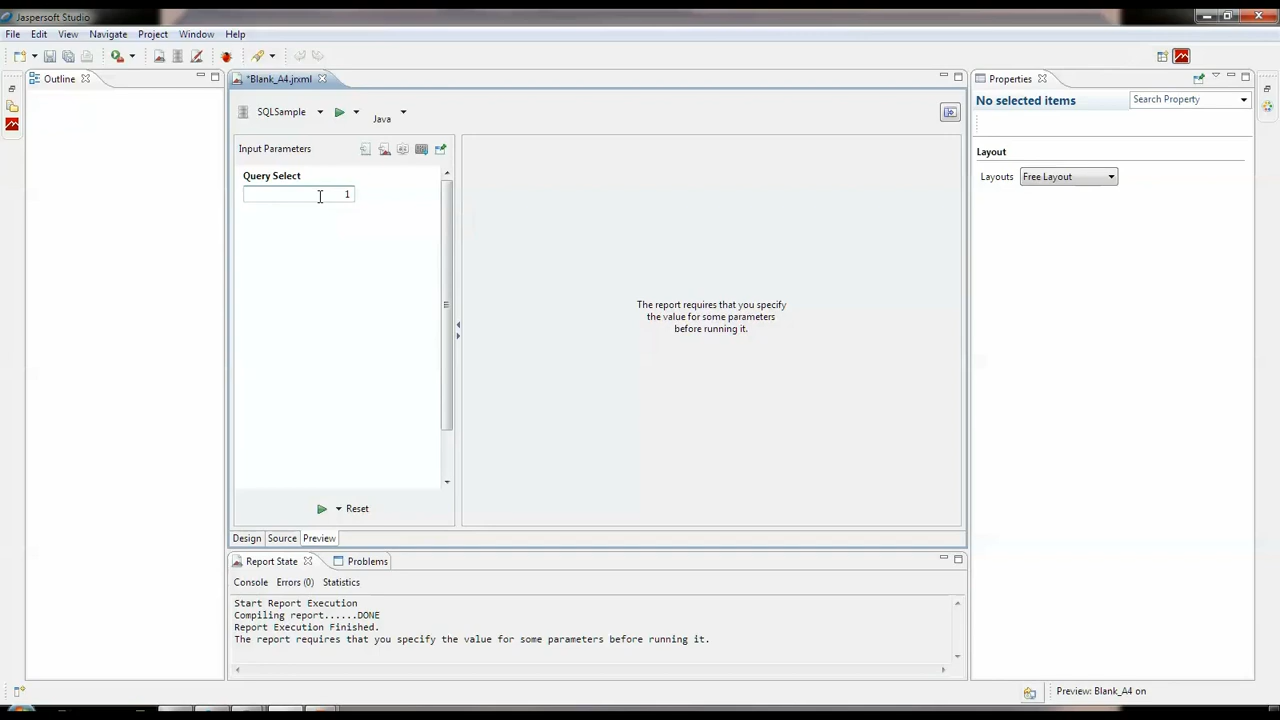 Jaspersoft Studio
File Edit View Navigate Project Window Help
Outline
*Blank_A4.jrxml
Properties
SQLSample
Java
No selected items
Search Property
Input Parameters
Layout
Query Select
Layouts Free Layout
1
The report requires that you specify
the value for some parameters
before running it.
Reset
Design Source Preview
Report State Problems
Console Errors (0) Statistics
Start Report Execution
Compiling report......DONE
Report Execution Finished.
The report requires that you specify the value for some parameters before running it.
Preview: Blank_A4 on